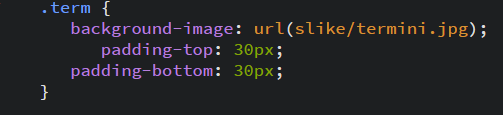 .term {
background-image: url(slike/termini.jpg);
padding-top: 30px;
padding-bottom: 30px;
}